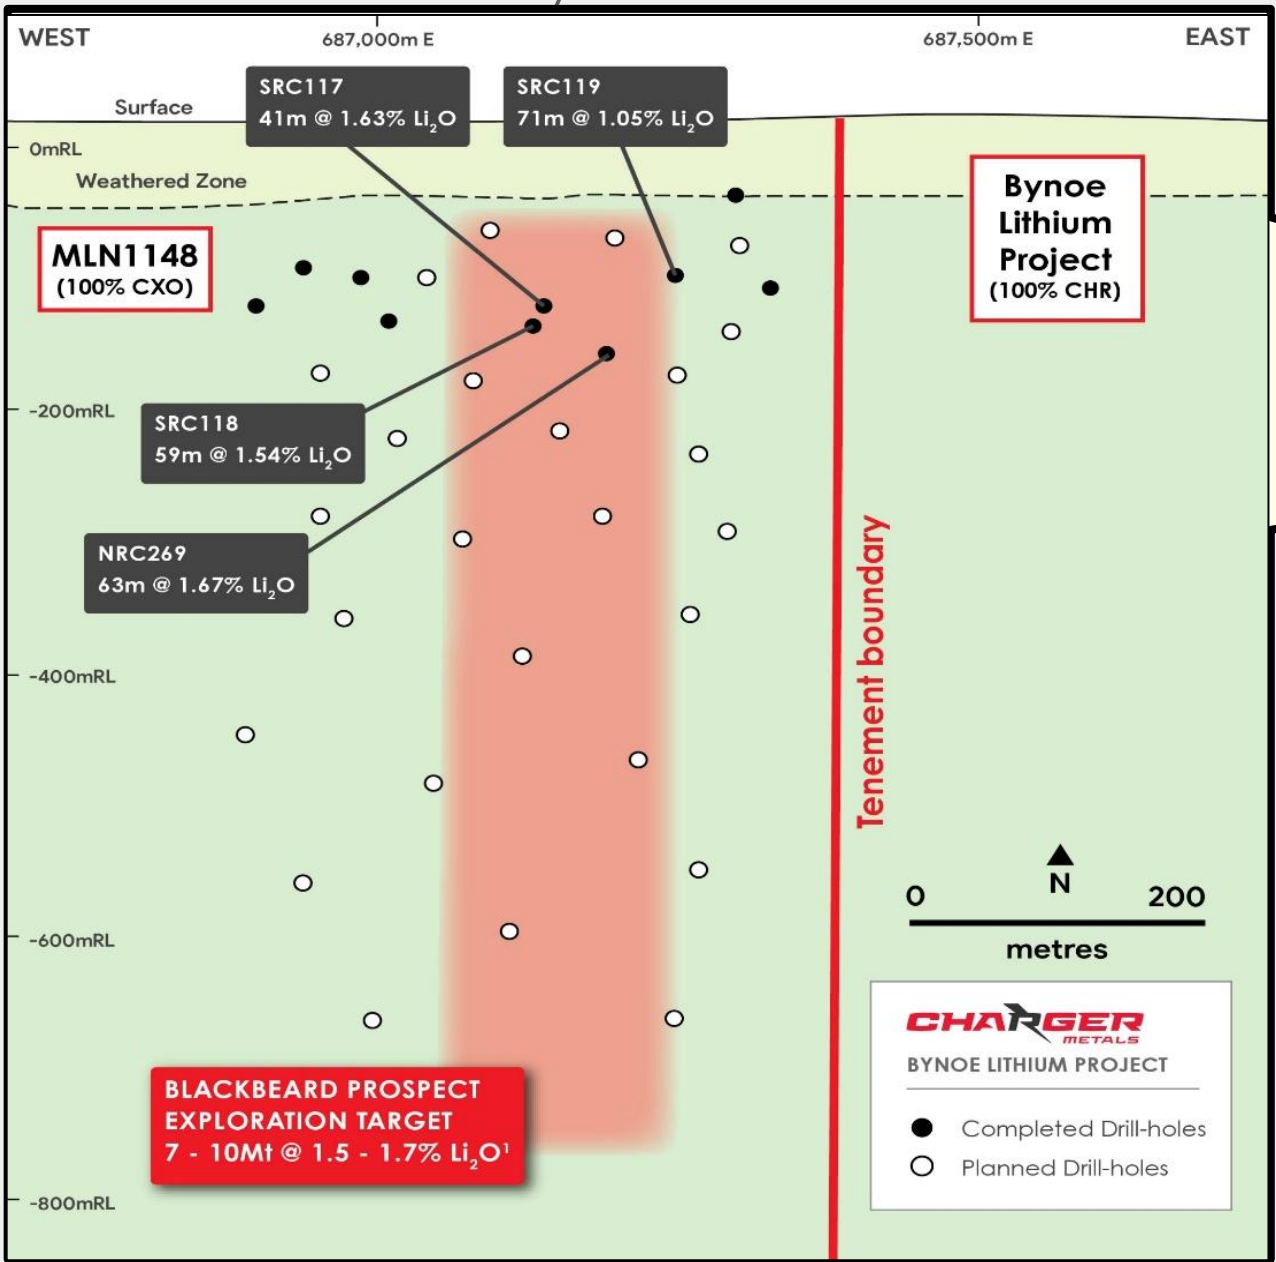 WEST
687,000m E
687,500m E
EAST
SRC117
41m @ 1.63% Li₂O
SRC119
71m @ 1.05% Li₂O
Surface
0mRL
Weathered Zone
MLN1148
(100% CXO)
Bynoe
Lithium
Project
(100% CHR)
-200mRL
SRC118
59m @ 1.54% Li₂O
NRC269
63m @ 1.67% Li₂O
-400mRL
Tenement boundary
N
0
200
metres
-600mRL
CHARGER
METALS
BYNOE LITHIUM PROJECT
Completed Drill-holes
Planned Drill-holes
BLACKBEARD PROSPECT
EXPLORATION TARGET
7 - 10Mt @ 1.5 - 1.7% Li₂O¹
-800mRL